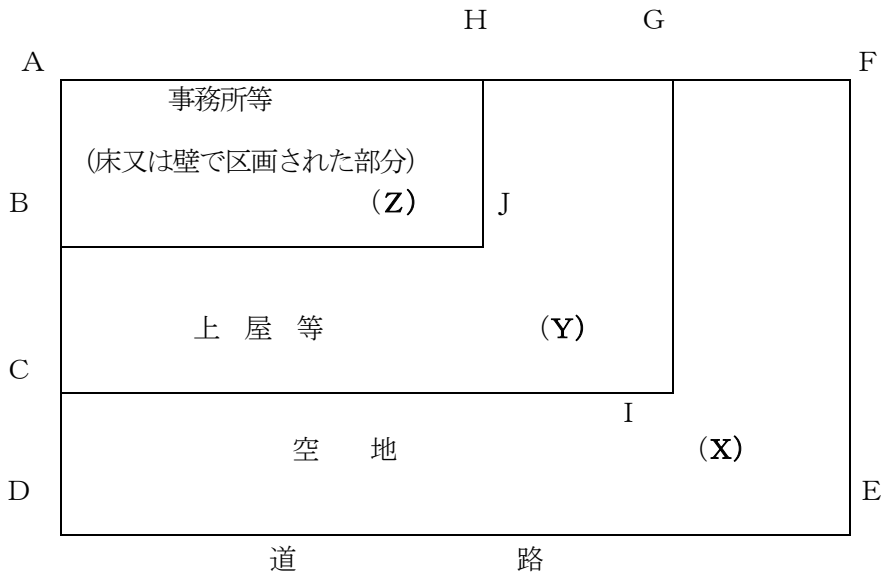 H G
A F
事務所等
（床又は壁で区画された部分）
B （Z） J
上 屋 等 （Y）
C
I
空 地 （X）
D E
道 路